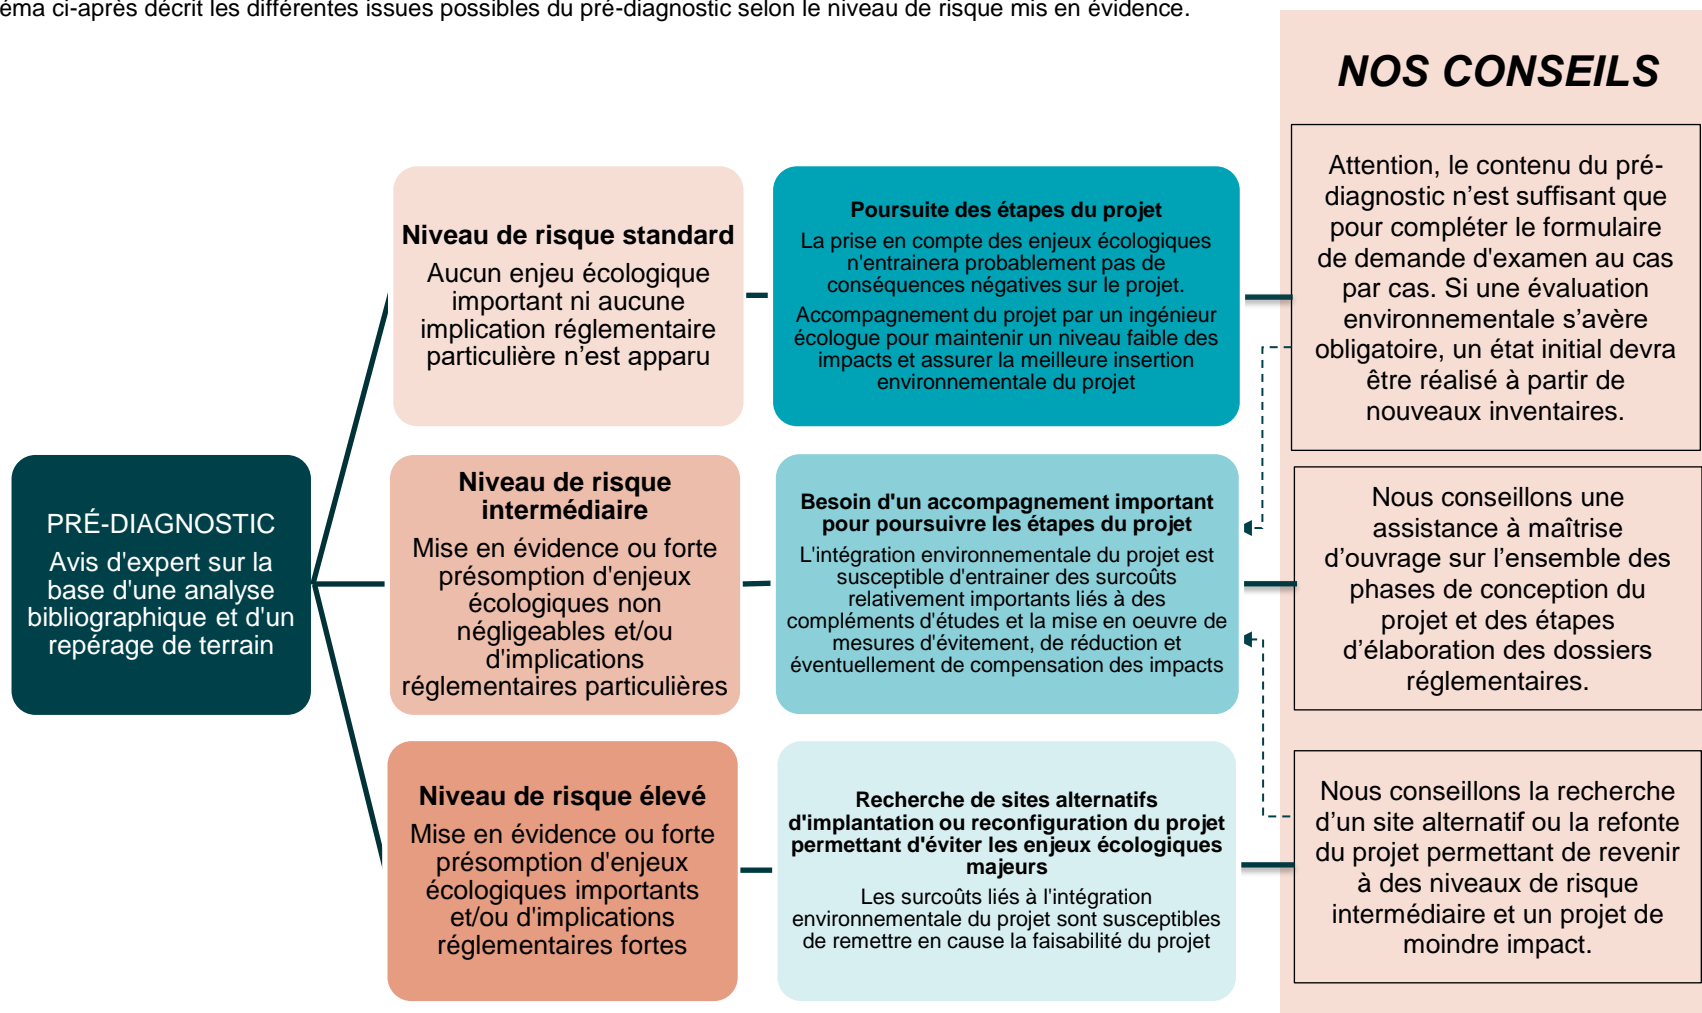 éma ci-après décrit les différentes issues possibles du pré-diagnostic selon le niveau de risque mis en évidence.
NOS CONSEILS
PRÉ-DIAGNOSTIC
Avis d'expert sur la
base d'une analyse
bibliographique et d'un
repérage de terrain
Niveau de risque standard
Aucun enjeu écologique
important ni aucune
implication réglementaire
particulière n’est apparu
Poursuite des étapes du projet
La prise en compte des enjeux écologiques
n'entrainera probablement pas de
conséquences négatives sur le projet.
Accompagnement du projet par un ingénieur
écologue pour maintenir un niveau faible des
impacts et assurer la meilleure insertion
environnementale du projet
Attention, le contenu du pré-
diagnostic n’est suffisant que
pour compléter le formulaire
de demande d'examen au cas
par cas. Si une évaluation
environnementale s’avère
obligatoire, un état initial devra
être réalisé à partir de
nouveaux inventaires.
Niveau de risque
intermédiaire
Mise en évidence ou forte
présomption d'enjeux
écologiques non
négligeables et/ou
d'implications
réglementaires particulières
Besoin d'un accompagnement important
pour poursuivre les étapes du projet
L'intégration environnementale du projet est
susceptible d'entrainer des surcoûts
relativement importants liés à des
compléments d'études et la mise en oeuvre de
mesures d'évitement, de réduction et
éventuellement de compensation des impacts
Nous conseillons une
assistance à maîtrise
d’ouvrage sur l’ensemble des
phases de conception du
projet et des étapes
d’élaboration des dossiers
réglementaires.
Niveau de risque élevé
Mise en évidence ou forte
présomption d'enjeux
écologiques importants
et/ou d'implications
réglementaires fortes
Recherche de sites alternatifs
d'implantation ou reconfiguration du projet
permettant d'éviter les enjeux écologiques
majeurs
Les surcoûts liés à l'intégration
environnementale du projet sont susceptibles
de remettre en cause la faisabilité du projet
Nous conseillons la recherche
d’un site alternatif ou la refonte
du projet permettant de revenir
à des niveaux de risque
intermédiaire et un projet de
moindre impact.